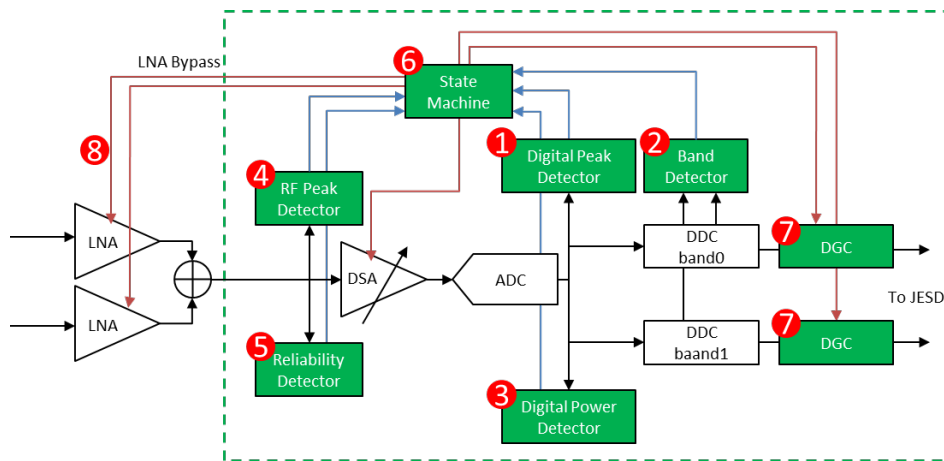 LNA Bypass
6
State
Machine
8
1
Digital Peak
Detector
2
Band
Detector
4
RF Peak
Detector
LNA
DSA
ADC
DDC
band0
7
DGC
To JESD
LNA
5
Reliability
Detector
DDC
baand1
7
DGC
3
Digital Power
Detector